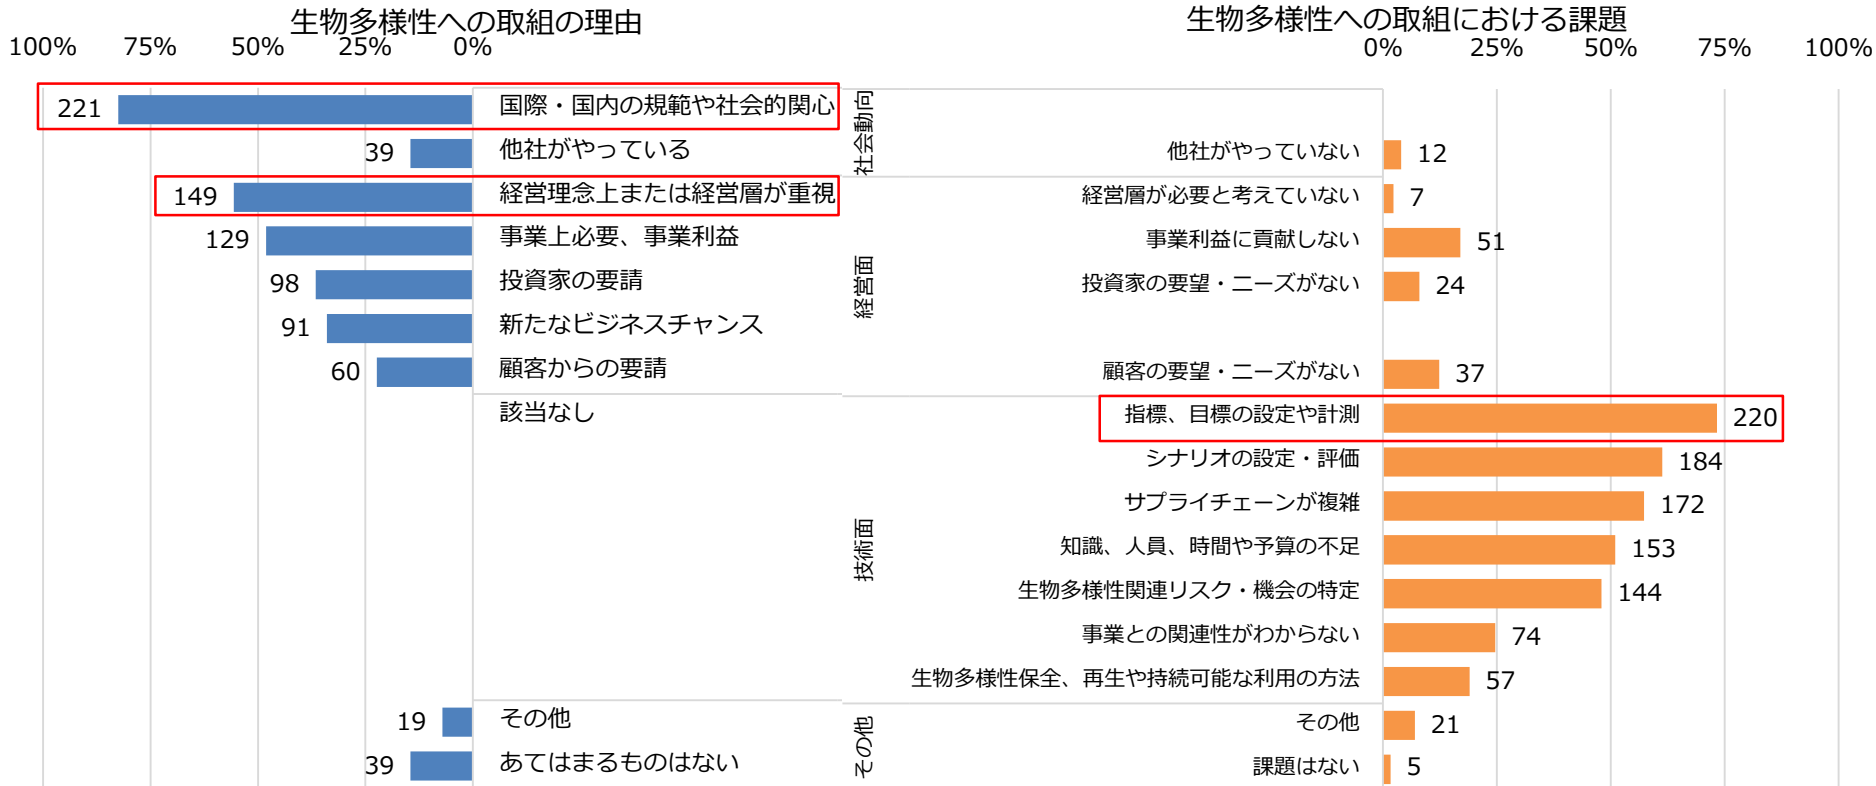 生物多様性への取組の理由
100% 75% 50% 25% 0%
221 国際・国内の規範や社会的関心
39 他社がやっている
149 経営理念上または経営層が重視
129 事業上必要、事業利益
98 投資家の要請
91 新たなビジネスチャンス
60 顧客からの要請
該当なし
19 その他
39 あてはまるものはない
生物多様性への取組における課題
0% 25% 50% 75% 100%
社会動向
他社がやっていない 12
経営面
経営層が必要と考えていない 7
事業利益に貢献しない 51
投資家の要望・ニーズがない 24
顧客の要望・ニーズがない 37
技術面
指標、目標の設定や計測 220
シナリオの設定・評価 184
サプライチェーンが複雑 172
知識、人員、時間や予算の不足 153
生物多様性関連リスク・機会の特定 144
事業との関連性がわからない 74
生物多様性保全、再生や持続可能な利用の方法 57
その他
その他 21
課題はない 5